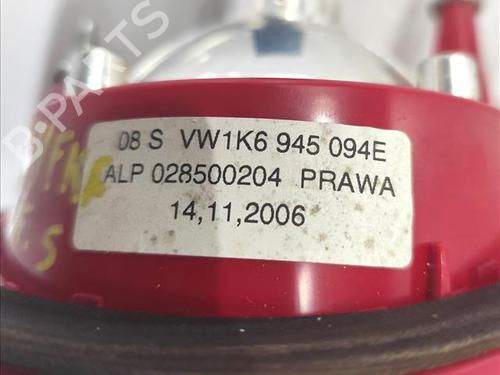 B-PARTS
08 S VW1K6 945 094E
ALP 028500204 PRAWA
14,11,2006